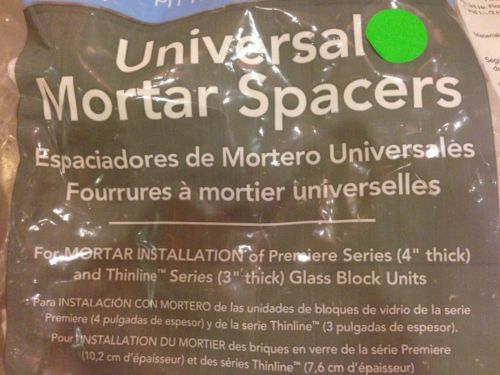 Universal
Mortar Spacers
Espaciadores de Mortero Universales
Fourrures à mortier universelles
For MORTAR INSTALLATION of Premiere Series (4" thick)
and Thinline™ Series (3" thick) Glass Block Units
Para INSTALACIÓN CON MORTERO de las unidades de bloques de vidrio de la serie
Premiere (4 pulgadas de espesor) y de la serie Thinline™ (3 pulgadas de espesor).
Pour l'INSTALLATION DU MORTIER des briques en verre de la série Premiere
(10,2 cm d'épaisseur) et des séries Thinline™ (7,6 cm d'épaisseur)